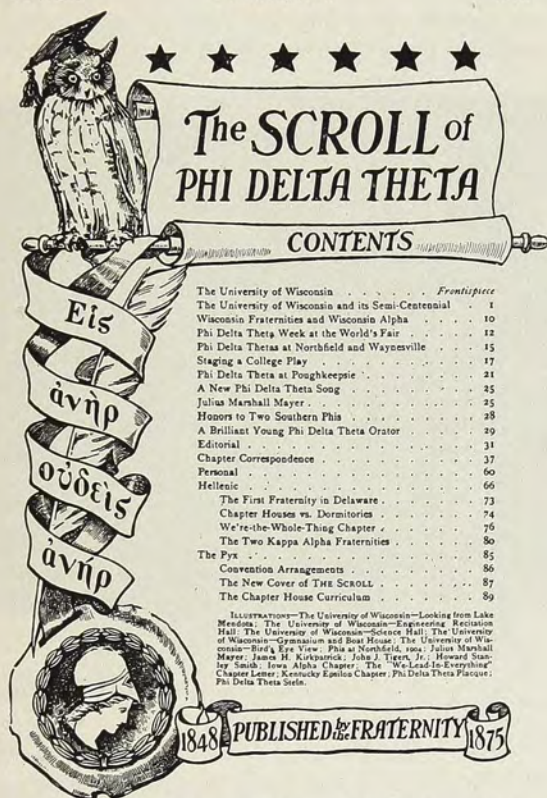 The SCROLL of
PHI DELTA THETA
CONTENTS
Εἷς
ἀνὴρ
οὐδεὶς
ἀνήρ
The University of Wisconsin . . . . . . Frontispiece
The University of Wisconsin and its Semi-Centennial . 1
Wisconsin Fraternities and Wisconsin Alpha . . . . 10
Phi Delta Theta Week at the World's Fair . . . . 12
Phi Delta Thetas at Northfield and Waynesville . . . 15
Staging a College Play . . . . . . . . 17
Phi Delta Theta at Poughkeepsie . . . . . . 21
A New Phi Delta Theta Song . . . . . . . 25
Julius Marshall Mayer . . . . . . . . 25
Honors to Two Southern Phis . . . . . . . 28
A Brilliant Young Phi Delta Theta Orator . . . . 29
Editorial . . . . . . . . . . . 31
Chapter Correspondence . . . . . . . . 37
Personal . . . . . . . . . . . 60
Hellenic . . . . . . . . . . . 66
The First Fraternity in Delaware . . . . . . 73
Chapter Houses vs. Dormitories . . . . . . 74
We're-the-Whole-Thing Chapter . . . . . . 76
The Two Kappa Alpha Fraternities . . . . . 80
The Pyx . . . . . . . . . . . 85
Convention Arrangements . . . . . . . 86
The New Cover of THE SCROLL . . . . . . 87
The Chapter House Curriculum . . . . . . 89
ILLUSTRATIONS—The University of Wisconsin—Looking from Lake
Mendota; The University of Wisconsin—Engineering Recitation
Hall; The University of Wisconsin—Science Hall; The University
of Wisconsin—Gymnasium and Boat House; The University of Wis-
consin—Bird's Eye View; Phis at Northfield, 1904; Julius Marshall
Mayer; James H. Kirkpatrick; John J. Tigert, Jr.; Howard Stan-
ley Smith; Iowa Alpha Chapter; The "We-Lead-In-Everything"
Chapter Letter; Kentucky Epsilon Chapter; Phi Delta Theta Placque;
Phi Delta Theta Stein.
1848 PUBLISHED by the FRATERNITY 1875